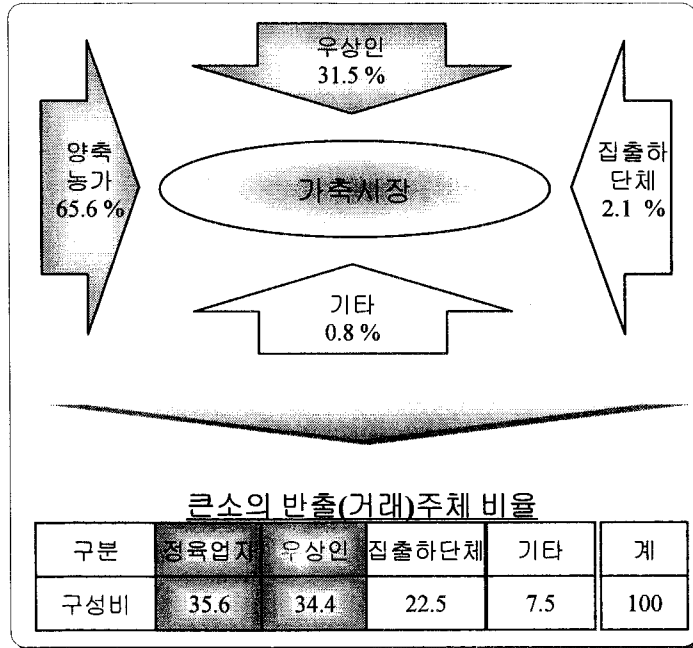 우상인
31.5 %
양축
농가
65.6 %
가축시장
집출하
단체
2.1 %
기타
0.8 %
큰소의 반출(거래)주체 비율
구분 정육업자 우상인 집출하단체 기타 계
구성비 35.6 34.4 22.5 7.5 100